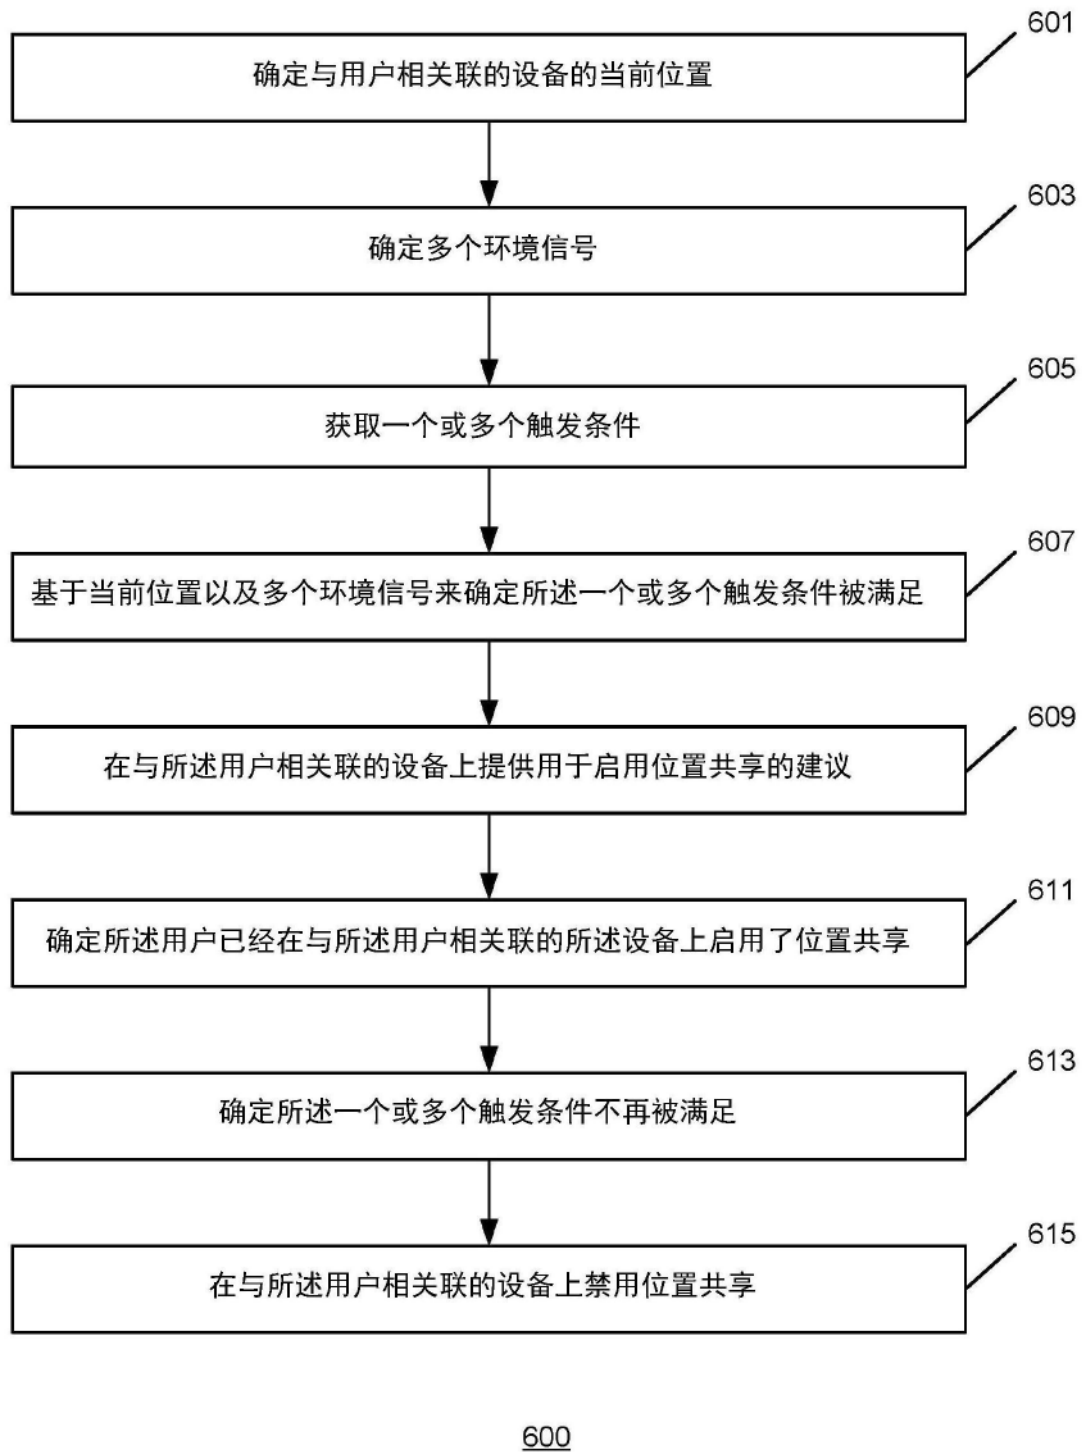 601
确定与用户相关联的设备的当前位置
603
确定多个环境信号
605
获取一个或多个触发条件
607
基于当前位置以及多个环境信号来确定所述一个或多个触发条件被满足
609
在与所述用户相关联的设备上提供用于启用位置共享的建议
611
确定所述用户已经在与所述用户相关联的所述设备上启用了位置共享
613
确定所述一个或多个触发条件不再被满足
615
在与所述用户相关联的设备上禁用位置共享
600